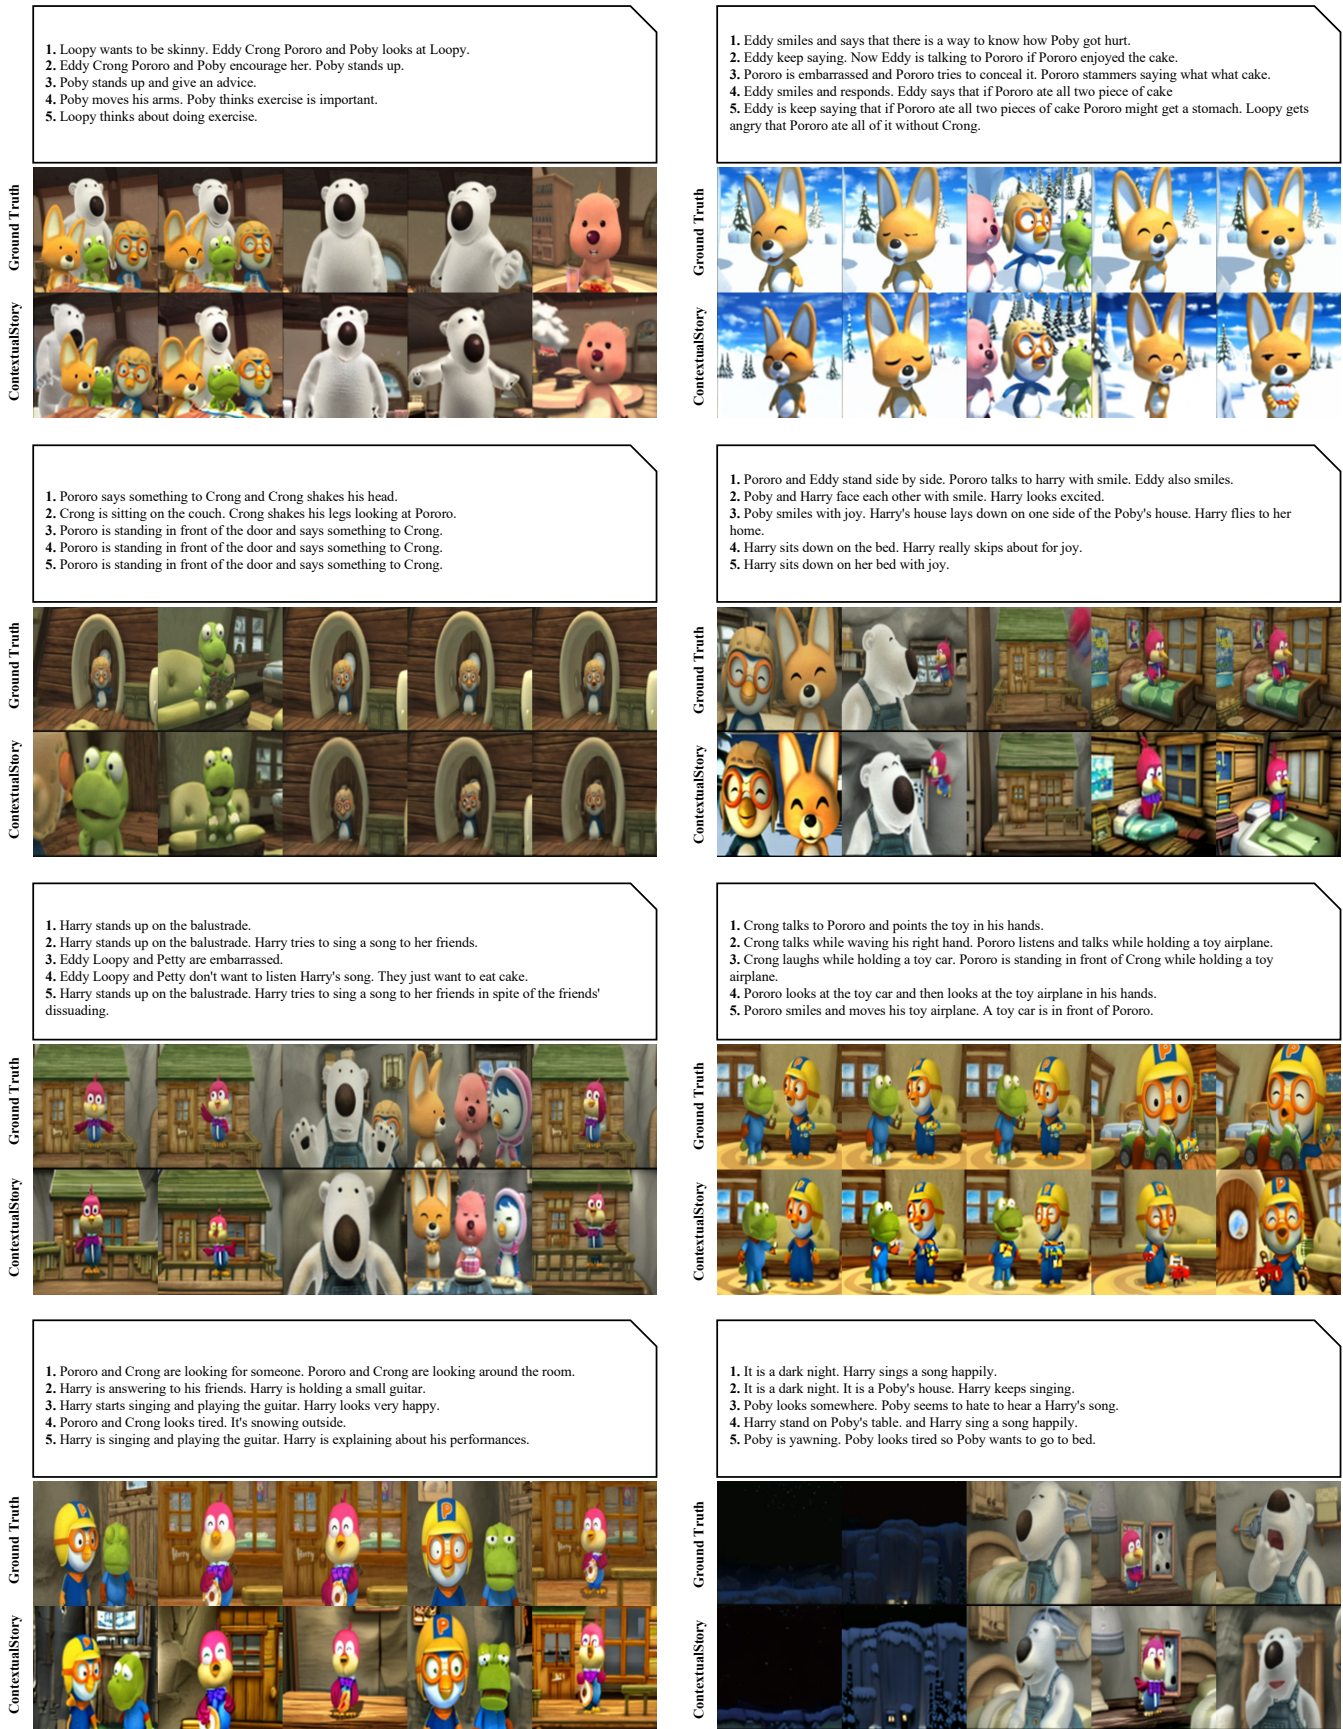 1. Loopy wants to be skinny. Eddy Crong Pororo and Poby looks at Loopy.
2. Eddy Crong Pororo and Poby encourage her. Poby stands up.
3. Poby stands up and give an advice.
4. Poby moves his arms. Poby thinks exercise is important.
5. Loopy thinks about doing exercise.
Ground Truth
ContextualStory
1. Eddy smiles and says that there is a way to know how Poby got hurt.
2. Eddy keep saying. Now Eddy is talking to Pororo if Pororo enjoyed the cake.
3. Pororo is embarrassed and Pororo tries to conceal it. Pororo stammers saying what what cake.
4. Eddy smiles and responds. Eddy says that if Pororo ate all two piece of cake
5. Eddy is keep saying that if Pororo ate all two pieces of cake Pororo might get a stomach. Loopy gets
angry that Pororo ate all of it without Crong.
Ground Truth
ContextualStory
1. Pororo says something to Crong and Crong shakes his head.
2. Crong is sitting on the couch. Crong shakes his legs looking at Pororo.
3. Pororo is standing in front of the door and says something to Crong.
4. Pororo is standing in front of the door and says something to Crong.
5. Pororo is standing in front of the door and says something to Crong.
Ground Truth
ContextualStory
1. Pororo and Eddy stand side by side. Pororo talks to harry with smile. Eddy also smiles.
2. Poby and Harry face each other with smile. Harry looks excited.
3. Poby smiles with joy. Harry's house lays down on one side of the Poby's house. Harry flies to her
home.
4. Harry sits down on the bed. Harry really skips about for joy.
5. Harry sits down on her bed with joy.
Ground Truth
ContextualStory
1. Harry stands up on the balustrade.
2. Harry stands up on the balustrade. Harry tries to sing a song to her friends.
3. Eddy Loopy and Petty are embarrassed.
4. Eddy Loopy and Petty don't want to listen Harry's song. They just want to eat cake.
5. Harry stands up on the balustrade. Harry tries to sing a song to her friends in spite of the friends'
dissuading.
Ground Truth
ContextualStory
1. Crong talks to Pororo and points the toy in his hands.
2. Crong talks while waving his right hand. Pororo listens and talks while holding a toy airplane.
3. Crong laughs while holding a toy car. Pororo is standing in front of Crong while holding a toy
airplane.
4. Pororo looks at the toy car and then looks at the toy airplane in his hands.
5. Pororo smiles and moves his toy airplane. A toy car is in front of Pororo.
Ground Truth
ContextualStory
1. Pororo and Crong are looking for someone. Pororo and Crong are looking around the room.
2. Harry is answering to his friends. Harry is holding a small guitar.
3. Harry starts singing and playing the guitar. Harry looks very happy.
4. Pororo and Crong looks tired. It's snowing outside.
5. Harry is singing and playing the guitar. Harry is explaining about his performances.
Ground Truth
ContextualStory
1. It is a dark night. Harry sings a song happily.
2. It is a dark night. It is a Poby's house. Harry keeps singing.
3. Poby looks somewhere. Poby seems to hate to hear a Harry's song.
4. Harry stand on Poby's table. and Harry sing a song happily.
5. Poby is yawning. Poby looks tired so Poby wants to go to bed.
Ground Truth
ContextualStory